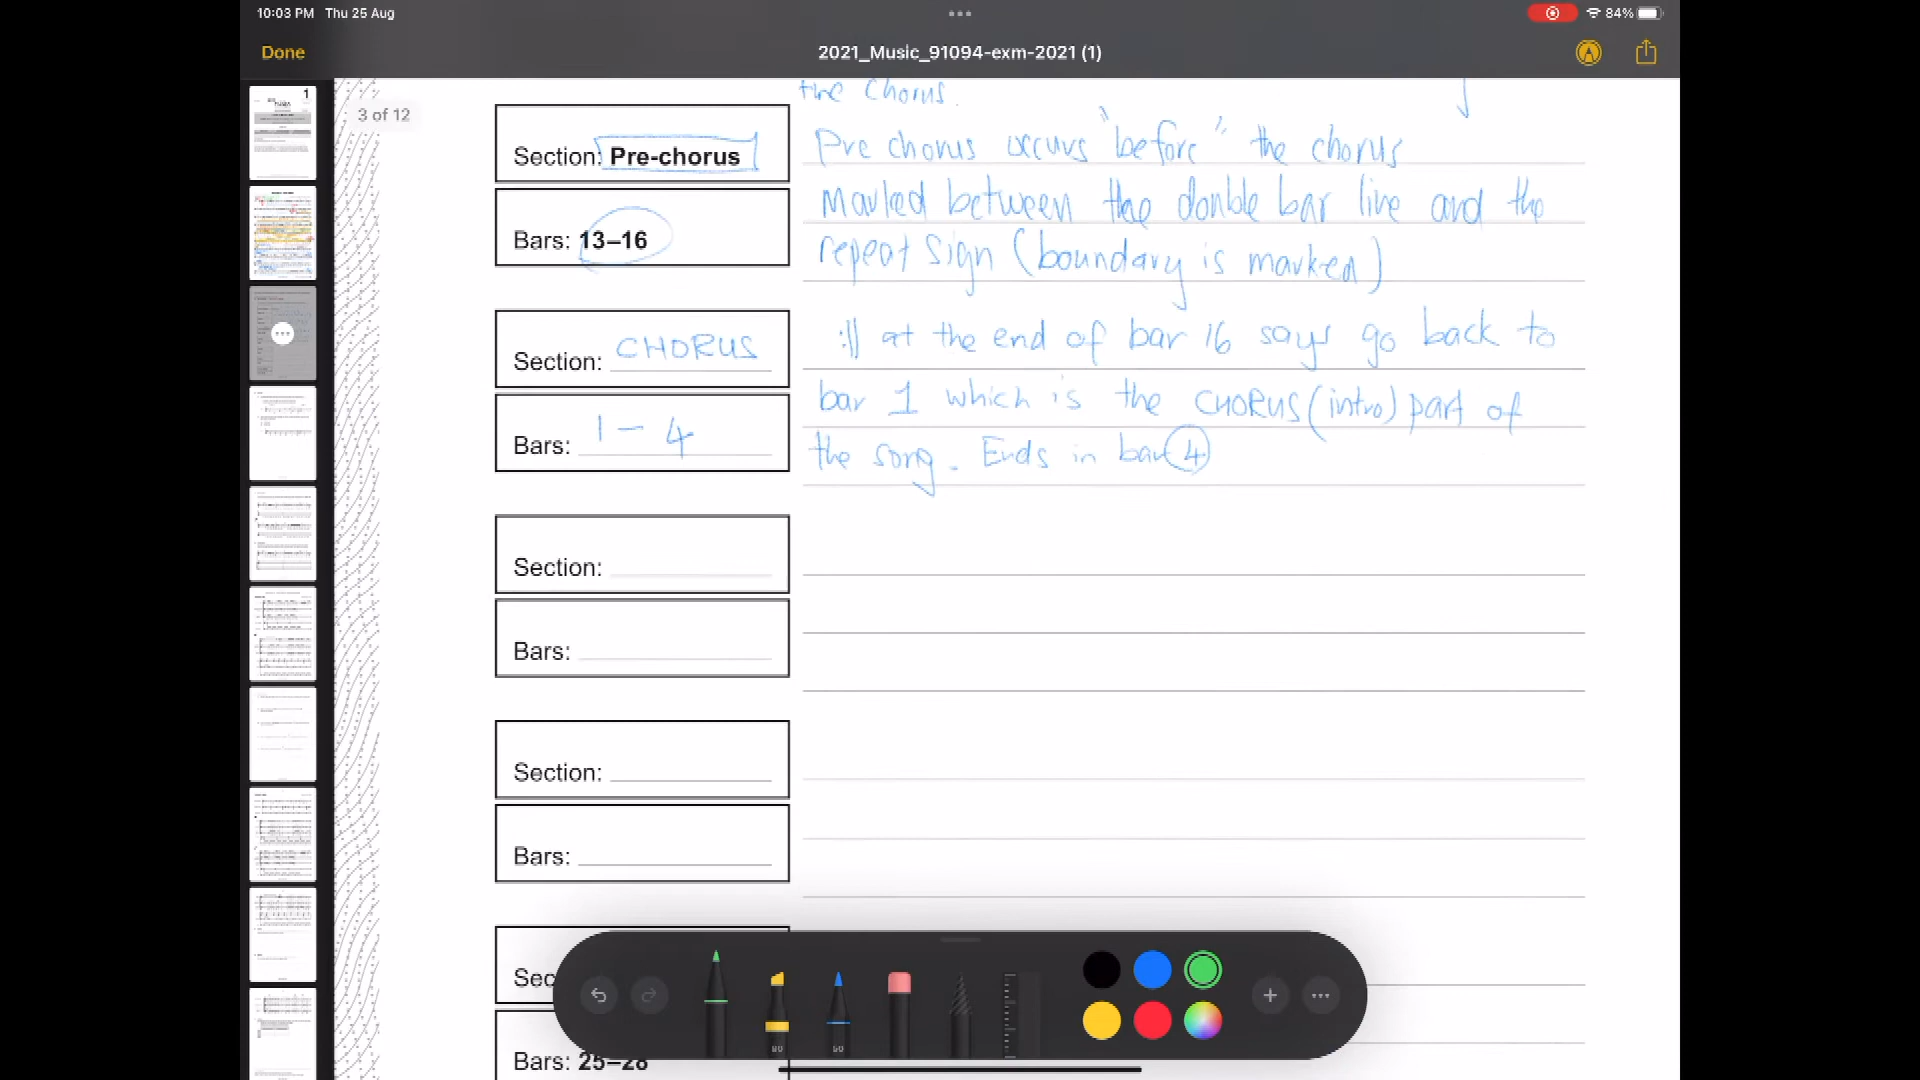 10:03 PM Thu 25 Aug
84%
Done
2021_Music_91094-exm-2021 (1)
1
3 of 12
the chorus.
Section: Pre-chorus
Pre chorus occurs "before" the chorus
marked between the double bar line and the
Bars: 13–16
repeat sign (boundary is marked)
Section: CHORUS
:|| at the end of bar 16 says go back to
bar 1 which is the CHORUS (intro) part of
Bars: 1 - 4
the song. Ends in bar 4
Section:
Bars:
Section:
Bars:
Sec
80
50
Bars: 25–28